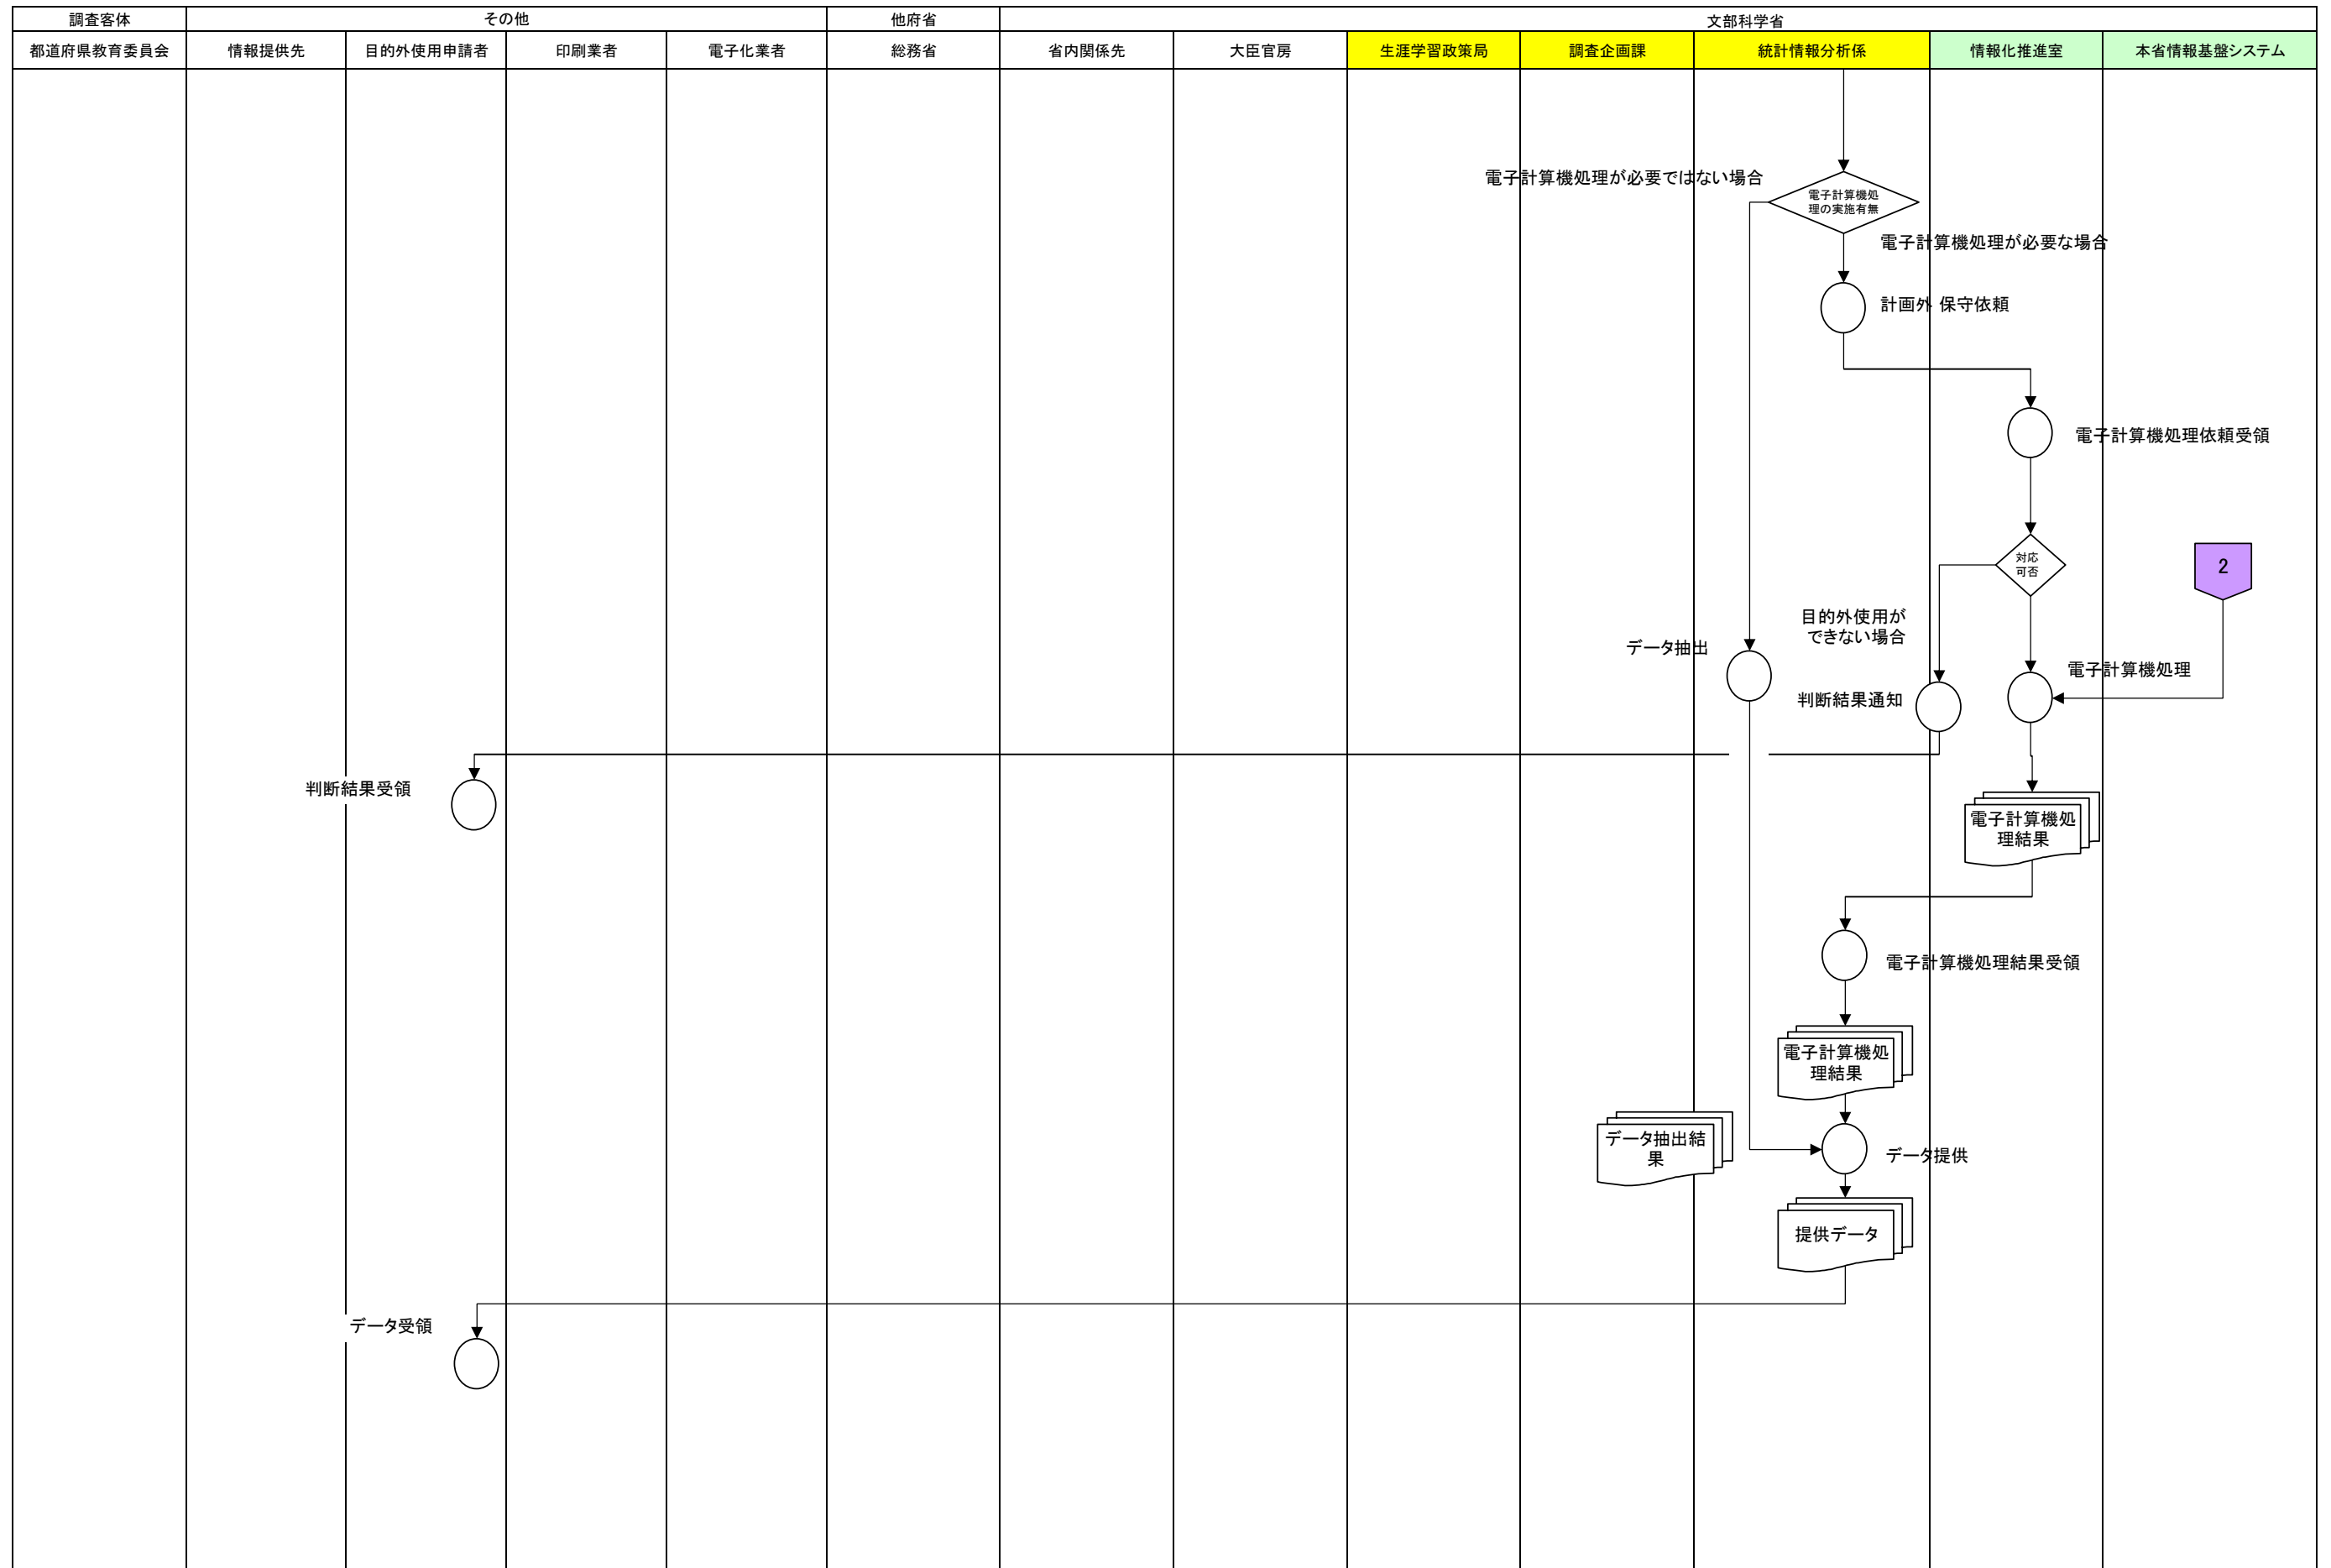 調査客体
その他
他府省
文部科学省
都道府県教育委員会
情報提供先
目的外使用申請者
印刷業者
電子化業者
総務省
省内関係先
大臣官房
生涯学習政策局
調査企画課
統計情報分析係
情報化推進室
本省情報基盤システム
電子計算機処理が必要ではない場合
電子計算機処
理の実施有無
電子計算機処理が必要な場合
計画外 保守依頼
電子計算機処理依頼受領
対応
可否
2
目的外使用が
できない場合
データ抽出
電子計算機処理
判断結果通知
判断結果受領
電子計算機処
理結果
電子計算機処理結果受領
電子計算機処
理結果
データ抽出結
果
データ提供
提供データ
データ受領